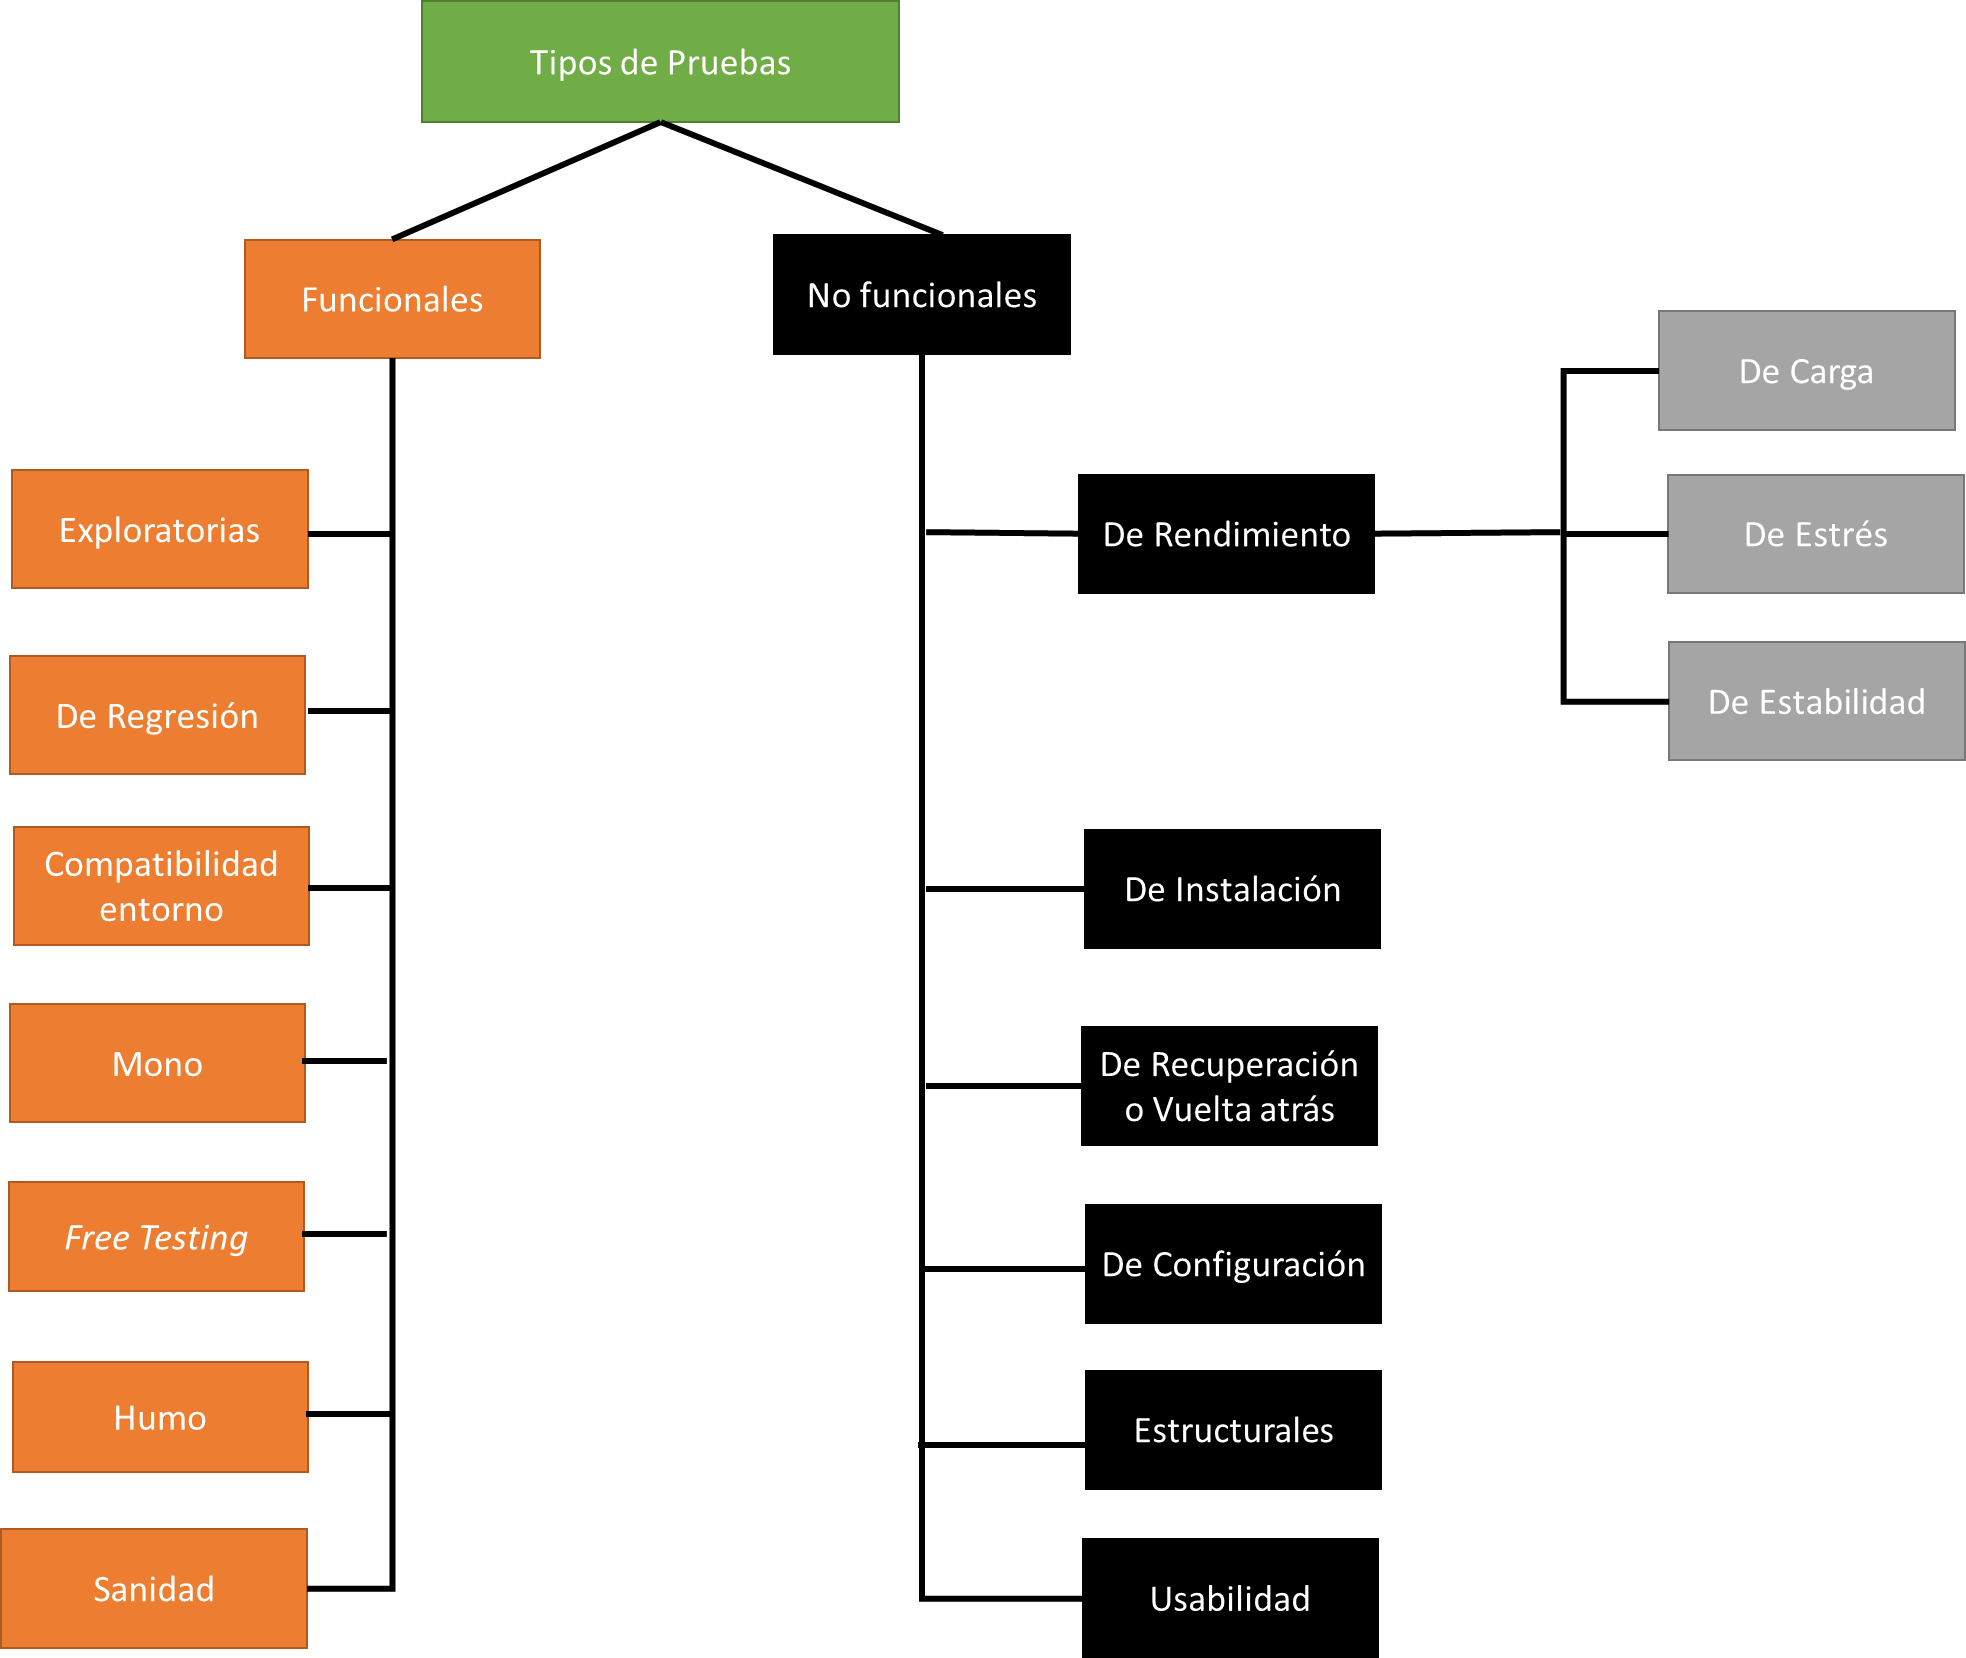 Tipos de Pruebas
Funcionales
No funcionales
Exploratorias
De Regresión
Compatibilidad
entorno
Mono
Free Testing
Humo
Sanidad
De Rendimiento
De Carga
De Estrés
De Estabilidad
De Instalación
De Recuperación
o Vuelta atrás
De Configuración
Estructurales
Usabilidad